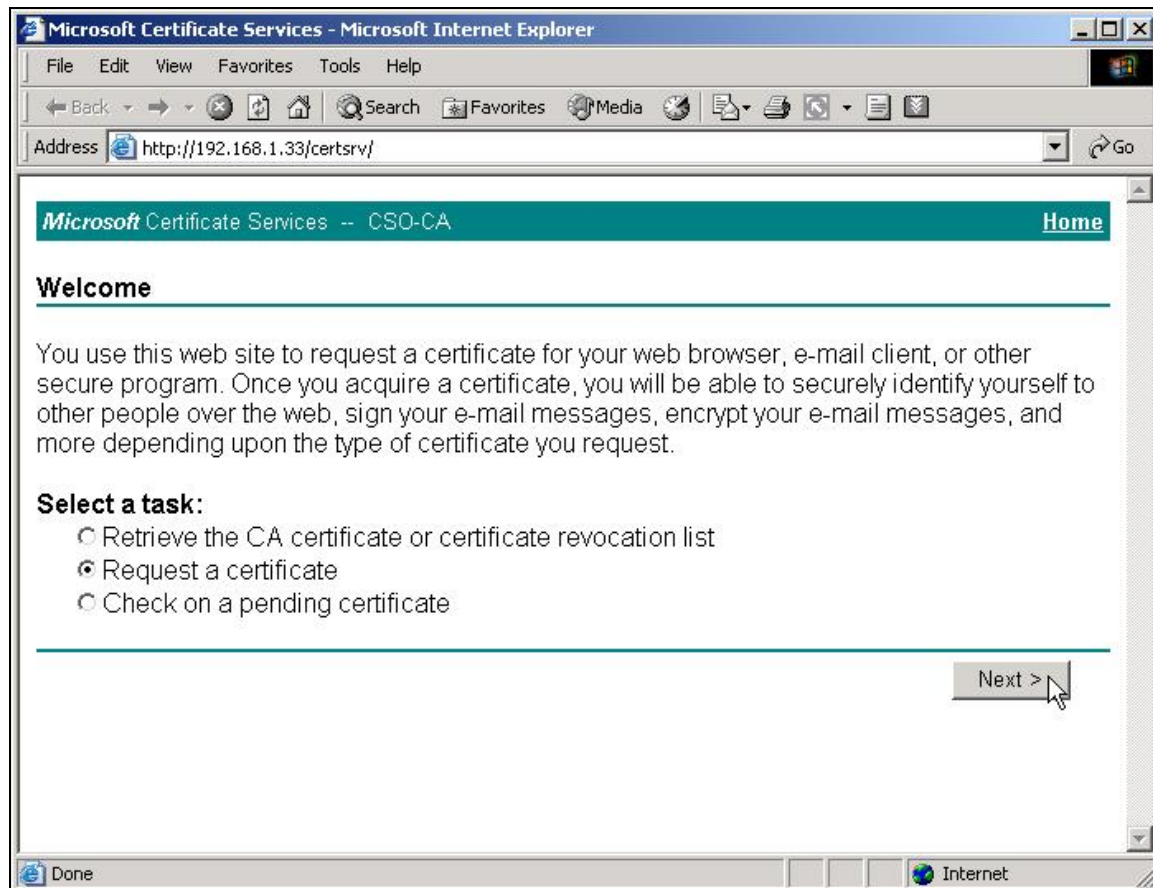 Microsoft Certificate Services - Microsoft Internet Explorer
File Edit View Favorites Tools Help
Back Search Favorites Media
Address http://192.168.1.33/certsrv/ Go
Microsoft Certificate Services -- CSO-CA Home
Welcome
You use this web site to request a certificate for your web browser, e-mail client, or other
secure program. Once you acquire a certificate, you will be able to securely identify yourself to
other people over the web, sign your e-mail messages, encrypt your e-mail messages, and
more depending upon the type of certificate you request.
Select a task:
Retrieve the CA certificate or certificate revocation list
Request a certificate
Check on a pending certificate
Next >
Done Internet